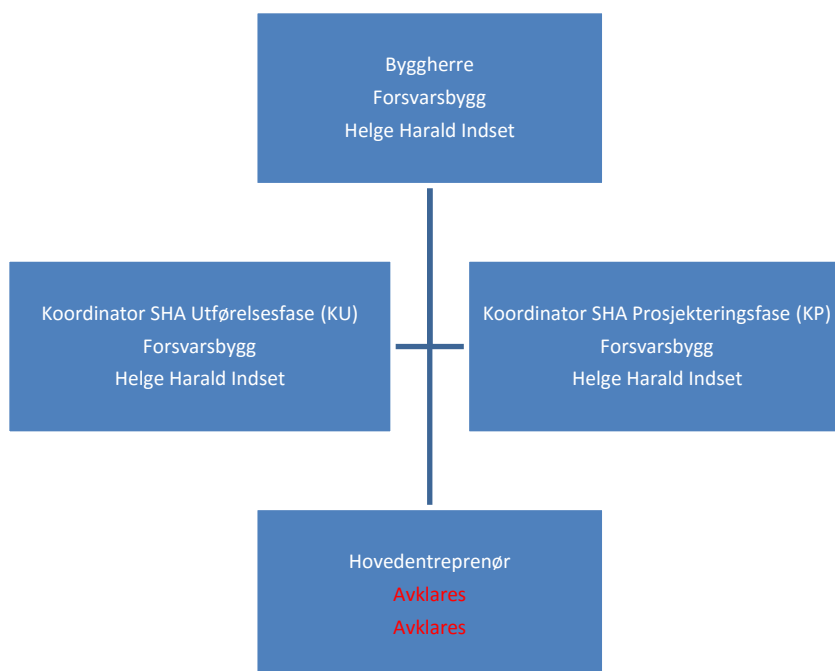 Byggherre
Forsvarsbygg
Helge Harald Indset
Koordinator SHA Utførelsesfase (KU)
Forsvarsbygg
Helge Harald Indset
Koordinator SHA Prosjekteringsfase (KP)
Forsvarsbygg
Helge Harald Indset
Hovedentreprenør
Avklares
Avklares